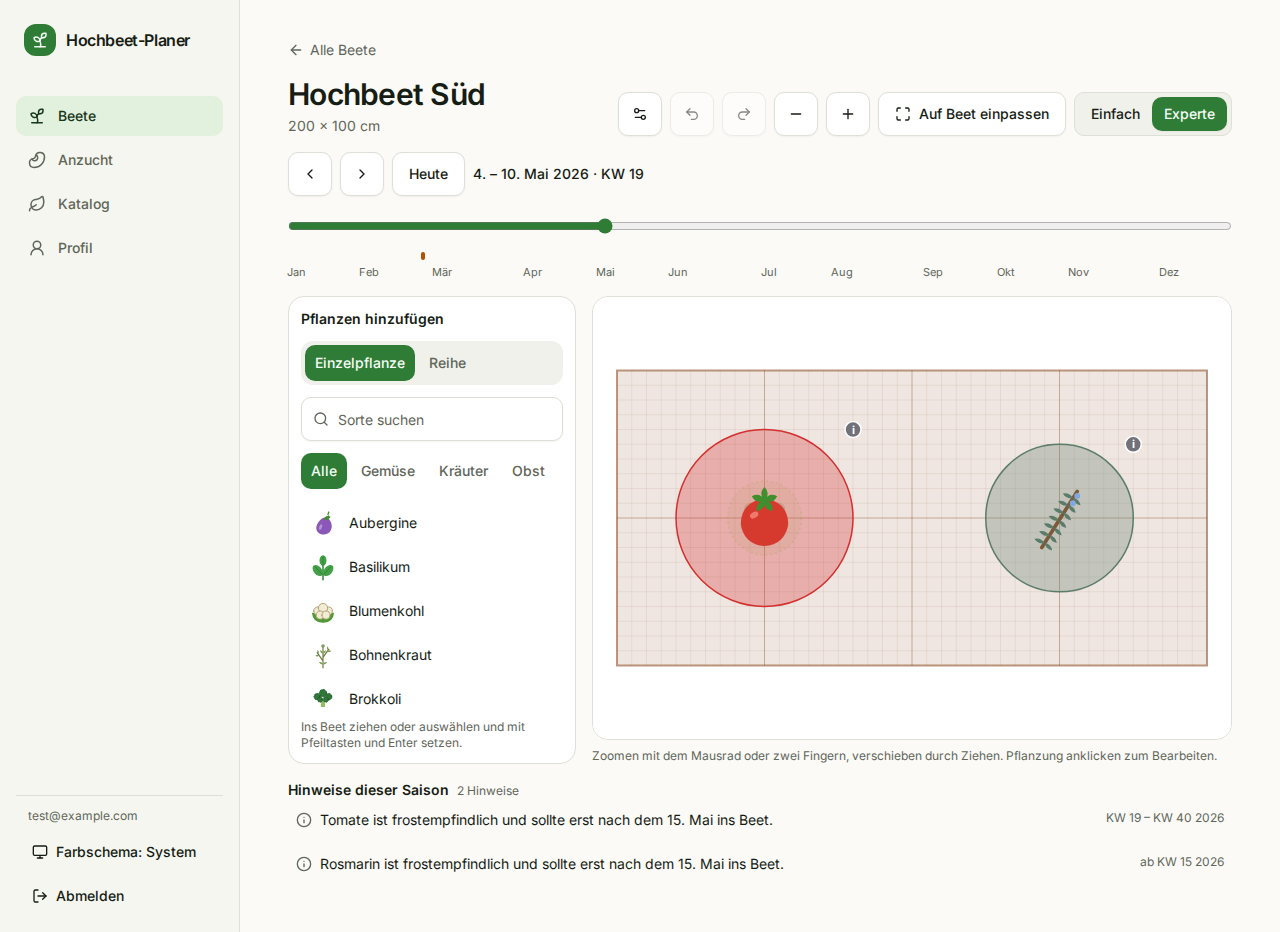 Hochbeet-Planer
Beete
Anzucht
Katalog
Profil
test@example.com
Farbschema: System
Abmelden
Alle Beete
Hochbeet Süd
200 × 100 cm
Auf Beet einpassen
Einfach
Experte
Heute
4. – 10. Mai 2026 · KW 19
Jan Feb Mär Apr Mai Jun Jul Aug Sep Okt Nov Dez
Pflanzen hinzufügen
Einzelpflanze
Reihe
Sorte suchen
Alle Gemüse Kräuter Obst
Aubergine
Basilikum
Blumenkohl
Bohnenkraut
Brokkoli
Ins Beet ziehen oder auswählen und mit
Pfeiltasten und Enter setzen.
i
i
Zoomen mit dem Mausrad oder zwei Fingern, verschieben durch Ziehen. Pflanzung anklicken zum Bearbeiten.
Hinweise dieser Saison 2 Hinweise
Tomate ist frostempfindlich und sollte erst nach dem 15. Mai ins Beet. KW 19 – KW 40 2026
Rosmarin ist frostempfindlich und sollte erst nach dem 15. Mai ins Beet. ab KW 15 2026